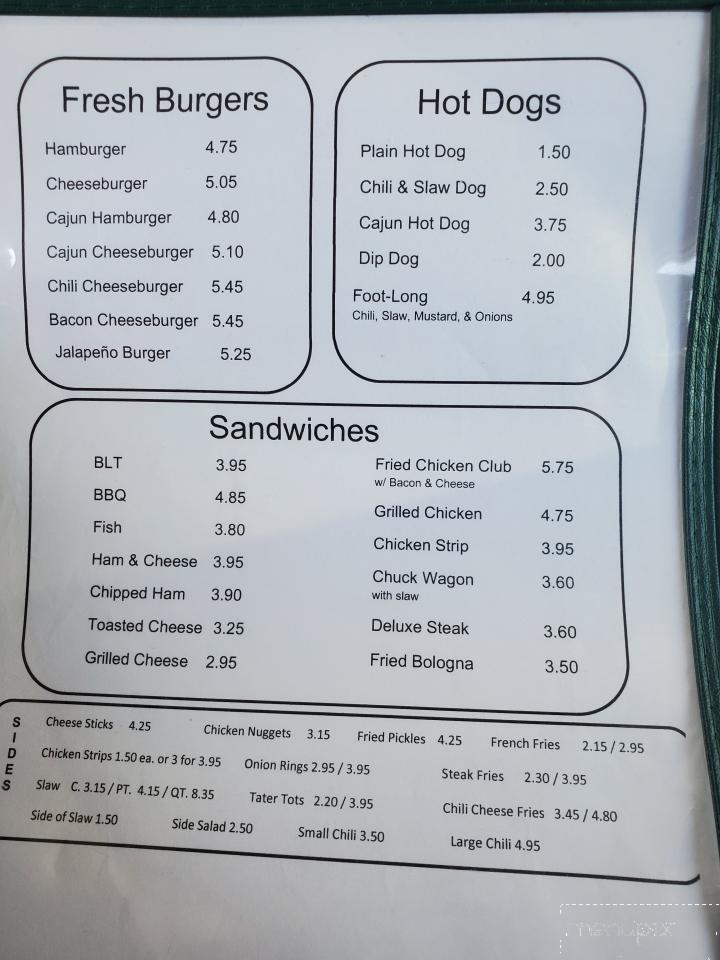 Fresh Burgers
Hamburger 4.75
Cheeseburger 5.05
Cajun Hamburger 4.80
Cajun Cheeseburger 5.10
Chili Cheeseburger 5.45
Bacon Cheeseburger 5.45
Jalapeño Burger 5.25
Hot Dogs
Plain Hot Dog 1.50
Chili & Slaw Dog 2.50
Cajun Hot Dog 3.75
Dip Dog 2.00
Foot-Long 4.95
Chili, Slaw, Mustard, & Onions
Sandwiches
BLT 3.95
BBQ 4.85
Fish 3.80
Ham & Cheese 3.95
Chipped Ham 3.90
Toasted Cheese 3.25
Grilled Cheese 2.95
Fried Chicken Club 5.75
w/ Bacon & Cheese
Grilled Chicken 4.75
Chicken Strip 3.95
Chuck Wagon 3.60
with slaw
Deluxe Steak 3.60
Fried Bologna 3.50
SIDES
Cheese Sticks 4.25 Chicken Nuggets 3.15 Fried Pickles 4.25 French Fries 2.15 / 2.95
Chicken Strips 1.50 ea. or 3 for 3.95 Onion Rings 2.95 / 3.95 Steak Fries 2.30 / 3.95
Slaw C. 3.15 / PT. 4.15 / QT. 8.35 Tater Tots 2.20 / 3.95 Chili Cheese Fries 3.45 / 4.80
Side of Slaw 1.50 Side Salad 2.50 Small Chili 3.50 Large Chili 4.95
menupix